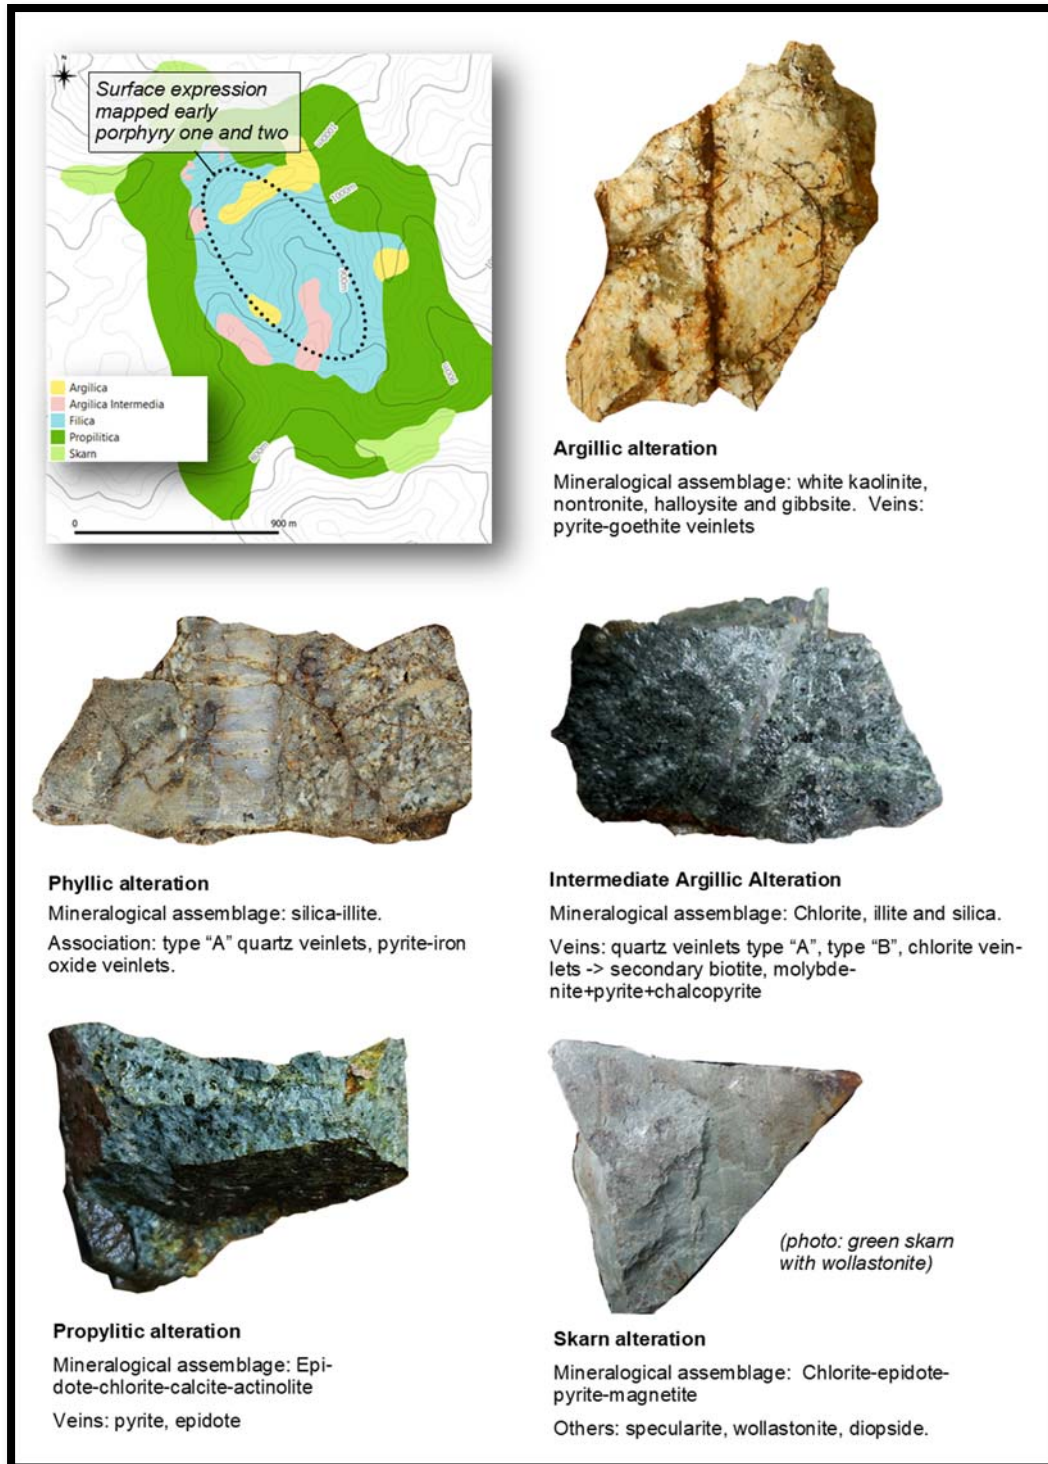 N
Surface expression
mapped early
porphyry one and two
1000m
1000m
900m
900m
800m
Argilica
Argilica Intermedia
Filica
Propilitica
Skarn
0 900 m
Argillic alteration
Mineralogical assemblage: white kaolinite,
nontronite, halloysite and gibbsite. Veins:
pyrite-goethite veinlets
Phyllic alteration
Mineralogical assemblage: silica-illite.
Association: type “A” quartz veinlets, pyrite-iron
oxide veinlets.
Intermediate Argillic Alteration
Mineralogical assemblage: Chlorite, illite and silica.
Veins: quartz veinlets type “A”, type “B”, chlorite vein-
lets -> secondary biotite, molybde-
nite+pyrite+chalcopyrite
Propylitic alteration
Mineralogical assemblage: Epi-
dote-chlorite-calcite-actinolite
Veins: pyrite, epidote
(photo: green skarn
with wollastonite)
Skarn alteration
Mineralogical assemblage: Chlorite-epidote-
pyrite-magnetite
Others: specularite, wollastonite, diopside.